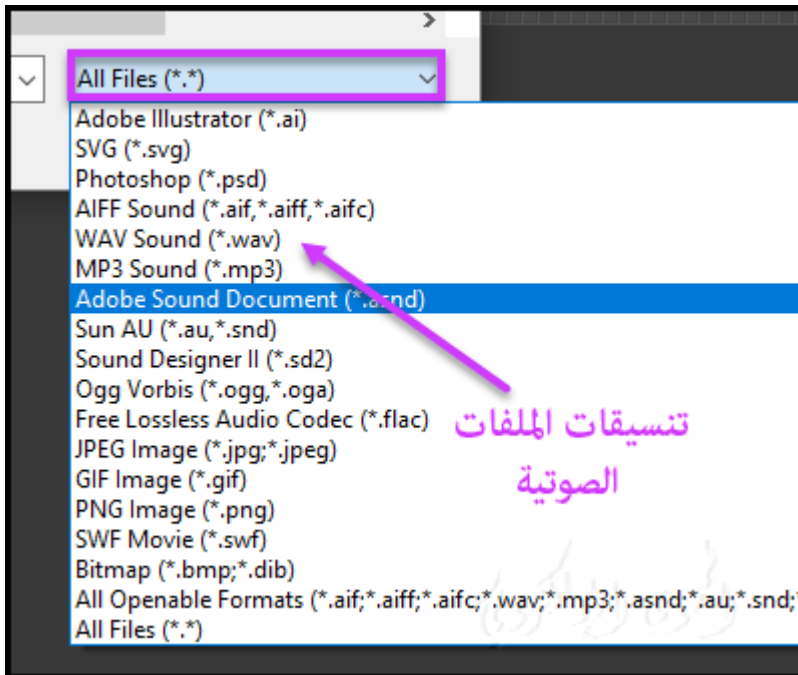 All Files (*.*)
Adobe Illustrator (*.ai)
SVG (*.svg)
Photoshop (*.psd)
AIFF Sound (*.aif,*.aiff,*.aifc)
WAV Sound (*.wav)
MP3 Sound (*.mp3)
Adobe Sound Document (*.asnd)
Sun AU (*.au,*.snd)
Sound Designer II (*.sd2)
Ogg Vorbis (*.ogg,*.oga)
Free Lossless Audio Codec (*.flac)
تنسيقات الملفات
JPEG Image (*.jpg;*.jpeg)
الصوتية
GIF Image (*.gif)
PNG Image (*.png)
SWF Movie (*.swf)
Bitmap (*.bmp;*.dib)
All Openable Formats (*.aif;*.aiff;*.aifc;*.wav;*.mp3;*.asnd;*.au;*.snd;
All Files (*.*)